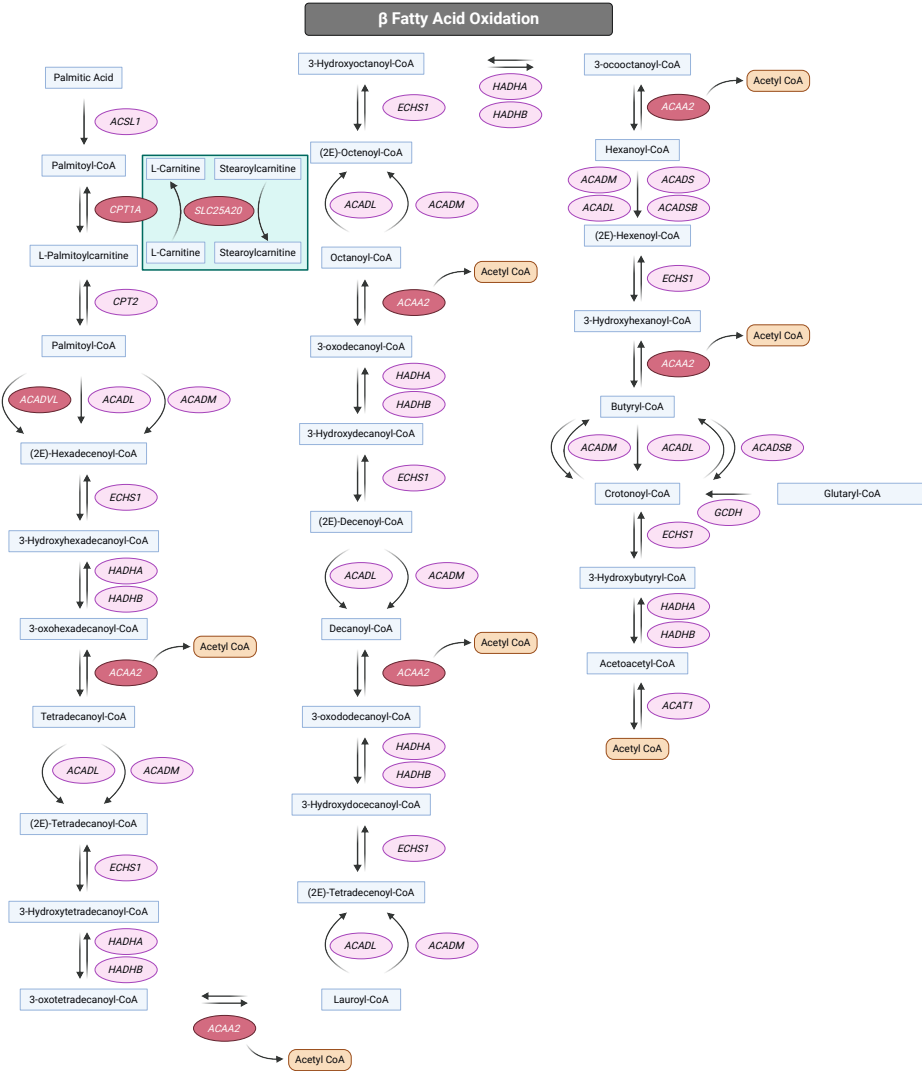 β Fatty Acid Oxidation
Palmitic Acid
ACSL1
Palmitoyl-CoA
CPT1A
L-Carnitine
Stearoylcarnitine
SLC25A20
L-Carnitine
Stearoylcarnitine
L-Palmitoylcarnitine
CPT2
Palmitoyl-CoA
ACADVL
ACADL
ACADM
(2E)-Hexadecenoyl-CoA
ECHS1
3-Hydroxyhexadecanoyl-CoA
HADHA
HADHB
3-oxohexadecanoyl-CoA
ACAA2
Acetyl CoA
Tetradecanoyl-CoA
ACADL
ACADM
(2E)-Tetradecanoyl-CoA
ECHS1
3-Hydroxytetradecanoyl-CoA
HADHA
HADHB
3-oxotetradecanoyl-CoA
ACAA2
Acetyl CoA
3-Hydroxyoctanoyl-CoA
HADHA
HADHB
ECHS1
(2E)-Octenoyl-CoA
ACADL
ACADM
Octanoyl-CoA
ACAA2
Acetyl CoA
3-oxodecanoyl-CoA
HADHA
HADHB
3-Hydroxydecanoyl-CoA
ECHS1
(2E)-Decenoyl-CoA
ACADL
ACADM
Decanoyl-CoA
ACAA2
Acetyl CoA
3-oxododecanoyl-CoA
HADHA
HADHB
3-Hydroxydocecanoyl-CoA
ECHS1
(2E)-Tetradecenoyl-CoA
ACADL
ACADM
Lauroyl-CoA
3-ocooctanoyl-CoA
ACAA2
Acetyl CoA
Hexanoyl-CoA
ACADM
ACADS
ACADL
ACADSB
(2E)-Hexenoyl-CoA
ECHS1
3-Hydroxyhexanoyl-CoA
ACAA2
Acetyl CoA
Butyryl-CoA
ACADM
ACADL
ACADSB
Crotonoyl-CoA
Glutaryl-CoA
GCDH
ECHS1
3-Hydroxybutyryl-CoA
HADHA
HADHB
Acetoacetyl-CoA
ACAT1
Acetyl CoA